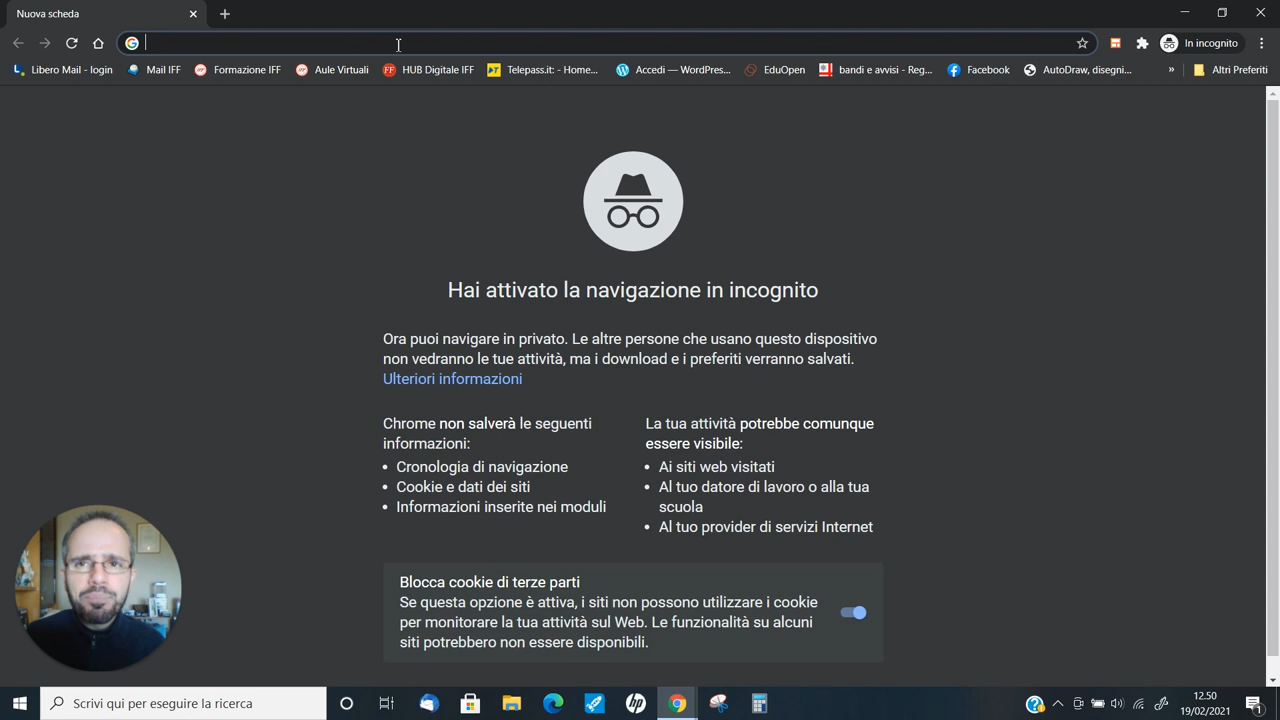 Nuova scheda
In incognito
Libero Mail - login
Mail IFF
Formazione IFF
Aule Virtuali
HUB Digitale IFF
Telepass.it: - Home...
Accedi — WordPres...
EduOpen
bandi e avvisi - Reg...
Facebook
AutoDraw, disegni...
»
Altri Preferiti
Hai attivato la navigazione in incognito
Ora puoi navigare in privato. Le altre persone che usano questo dispositivo
non vedranno le tue attività, ma i download e i preferiti verranno salvati.
Ulteriori informazioni
Chrome non salverà le seguenti
informazioni:
• Cronologia di navigazione
• Cookie e dati dei siti
• Informazioni inserite nei moduli
La tua attività potrebbe comunque
essere visibile:
• Ai siti web visitati
• Al tuo datore di lavoro o alla tua
scuola
• Al tuo provider di servizi Internet
Blocca cookie di terze parti
Se questa opzione è attiva, i siti non possono utilizzare i cookie
per monitorare la tua attività sul Web. Le funzionalità su alcuni
siti potrebbero non essere disponibili.
Scrivi qui per eseguire la ricerca
12.50
19/02/2021